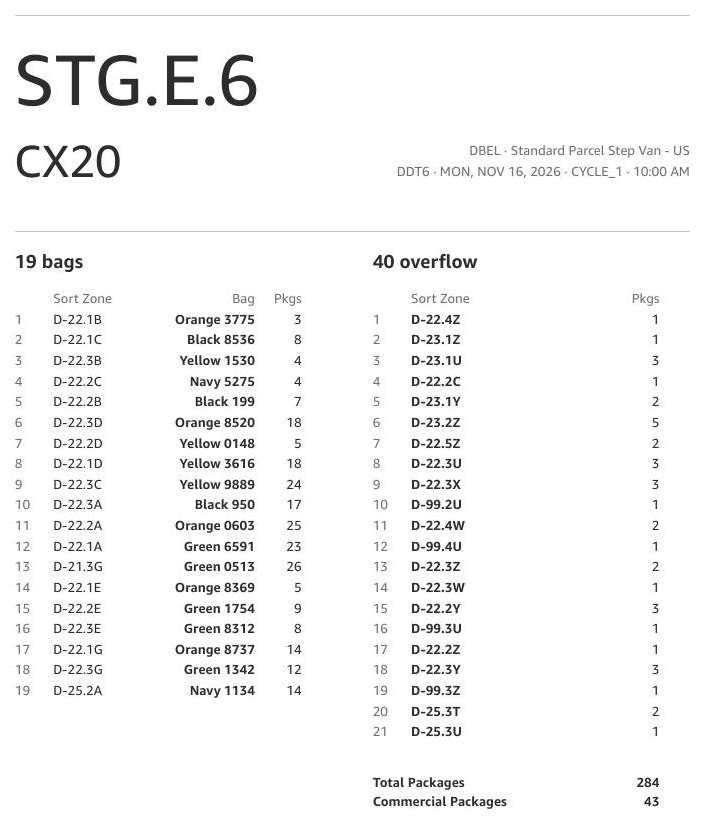 STG.E.6
CX20
DBEL · Standard Parcel Step Van - US
DDT6 · MON, NOV 16, 2026 · CYCLE_1 · 10:00 AM
19 bags
Sort Zone Bag Pkgs
1 D-22.1B Orange 3775 3
2 D-22.1C Black 8536 8
3 D-22.3B Yellow 1530 4
4 D-22.2C Navy 5275 4
5 D-22.2B Black 199 7
6 D-22.3D Orange 8520 18
7 D-22.2D Yellow 0148 5
8 D-22.1D Yellow 3616 18
9 D-22.3C Yellow 9889 24
10 D-22.3A Black 950 17
11 D-22.2A Orange 0603 25
12 D-22.1A Green 6591 23
13 D-21.3G Green 0513 26
14 D-22.1E Orange 8369 5
15 D-22.2E Green 1754 9
16 D-22.3E Green 8312 8
17 D-22.1G Orange 8737 14
18 D-22.3G Green 1342 12
19 D-25.2A Navy 1134 14
40 overflow
Sort Zone Pkgs
1 D-22.4Z 1
2 D-23.1Z 1
3 D-23.1U 3
4 D-22.2C 1
5 D-23.1Y 2
6 D-23.2Z 5
7 D-22.5Z 2
8 D-22.3U 3
9 D-22.3X 3
10 D-99.2U 1
11 D-22.4W 2
12 D-99.4U 1
13 D-22.3Z 2
14 D-22.3W 1
15 D-22.2Y 3
16 D-99.3U 1
17 D-22.2Z 1
18 D-22.3Y 3
19 D-99.3Z 1
20 D-25.3T 2
21 D-25.3U 1
Total Packages 284
Commercial Packages 43